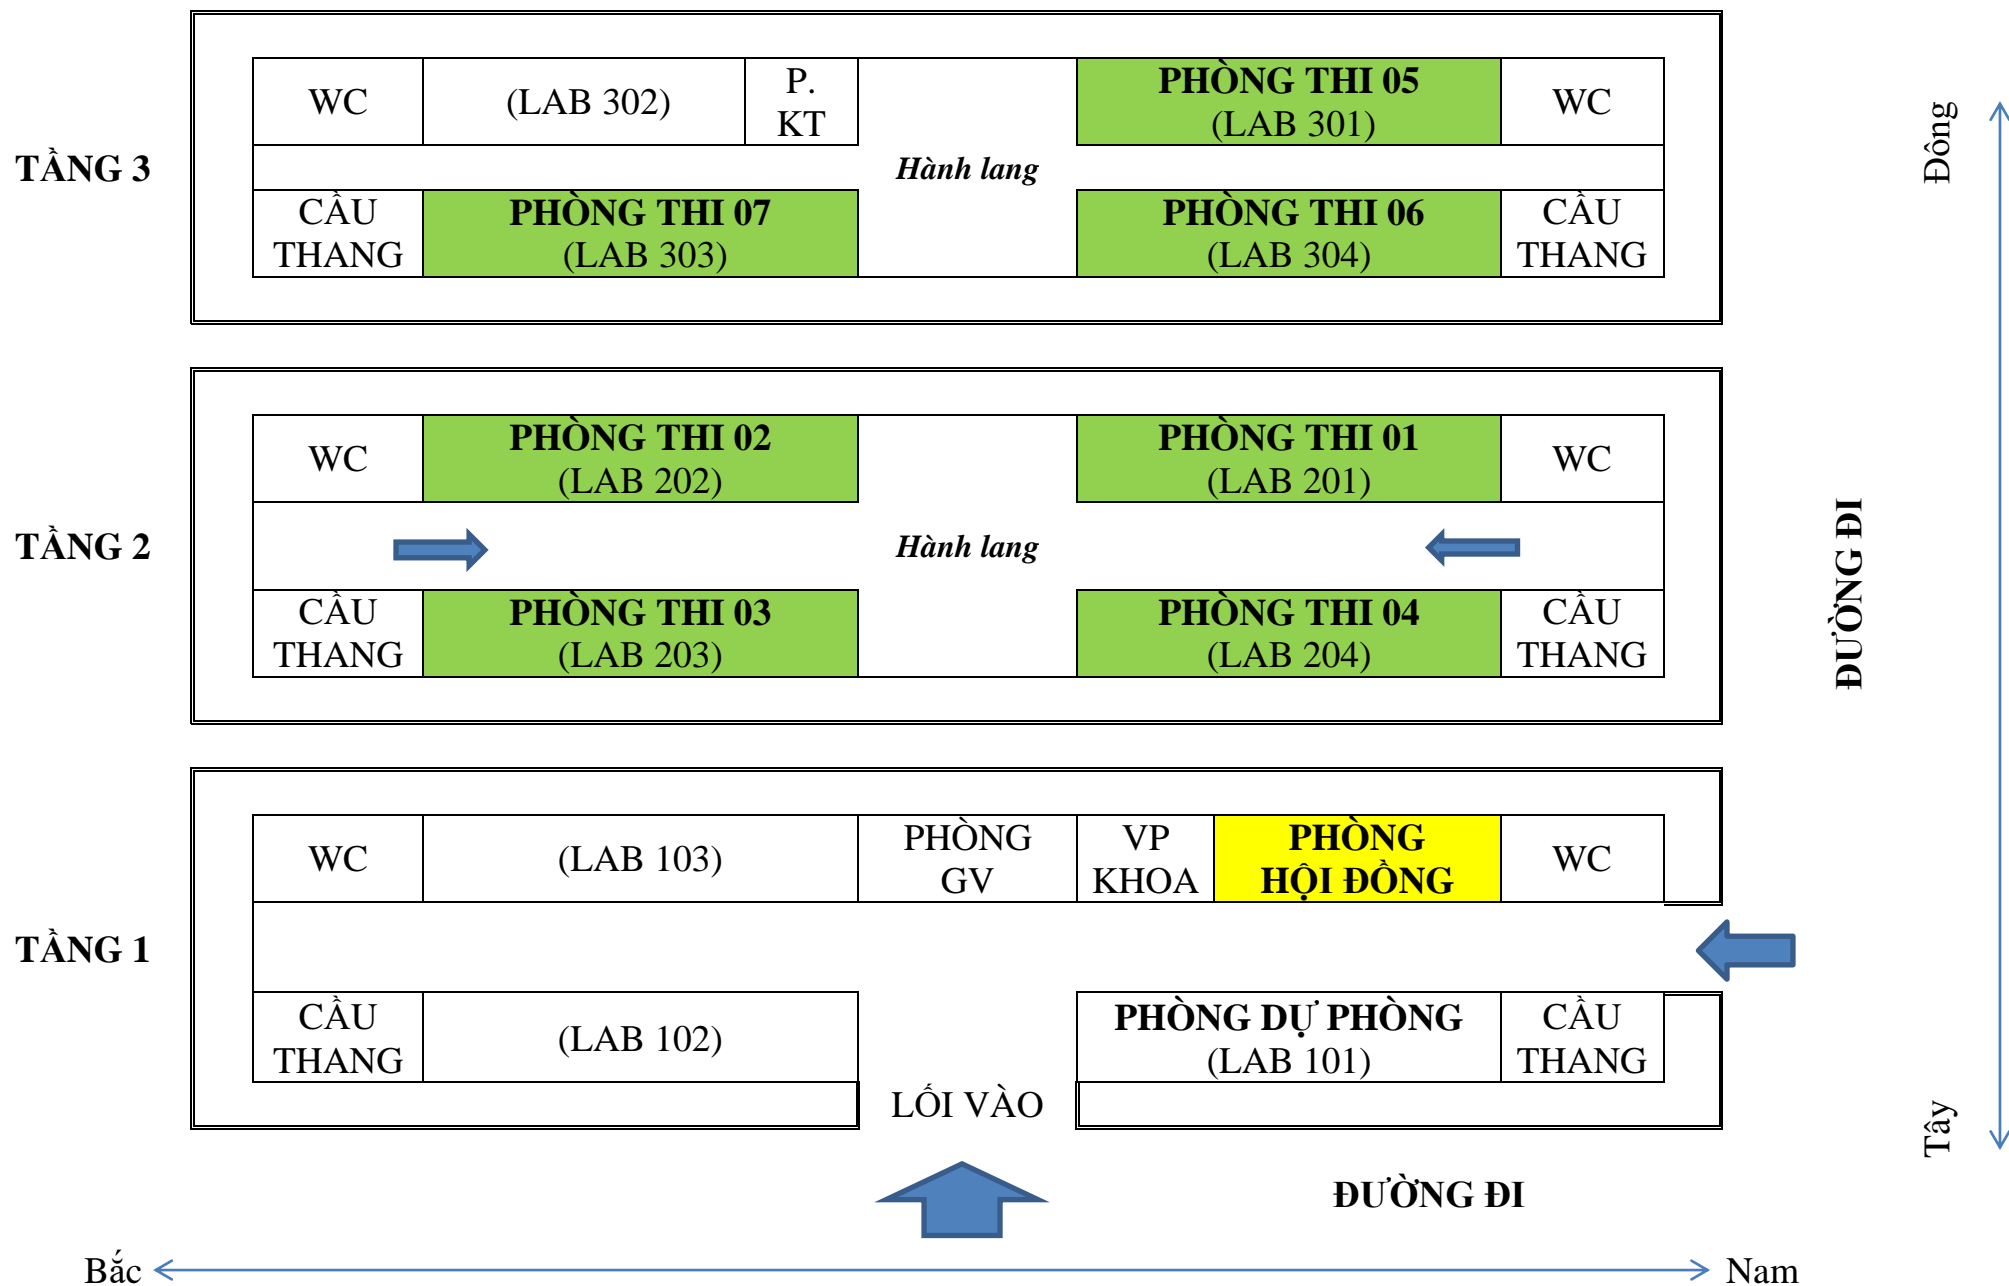 WC
(LAB 302)
P.
KT
PHÒNG THI 05
(LAB 301)
WC
TẦNG 3
Hành lang
CẦU
THANG
PHÒNG THI 07
(LAB 303)
PHÒNG THI 06
(LAB 304)
CẦU
THANG
Đông
WC
PHÒNG THI 02
(LAB 202)
PHÒNG THI 01
(LAB 201)
WC
TẦNG 2
Hành lang
CẦU
THANG
PHÒNG THI 03
(LAB 203)
PHÒNG THI 04
(LAB 204)
CẦU
THANG
ĐƯỜNG ĐI
WC
(LAB 103)
PHÒNG
GV
VP
KHOA
PHÒNG
HỘI ĐỒNG
WC
TẦNG 1
CẦU
THANG
(LAB 102)
PHÒNG DỰ PHÒNG
(LAB 101)
CẦU
THANG
LỐI VÀO
Tây
ĐƯỜNG ĐI
Bắc
Nam